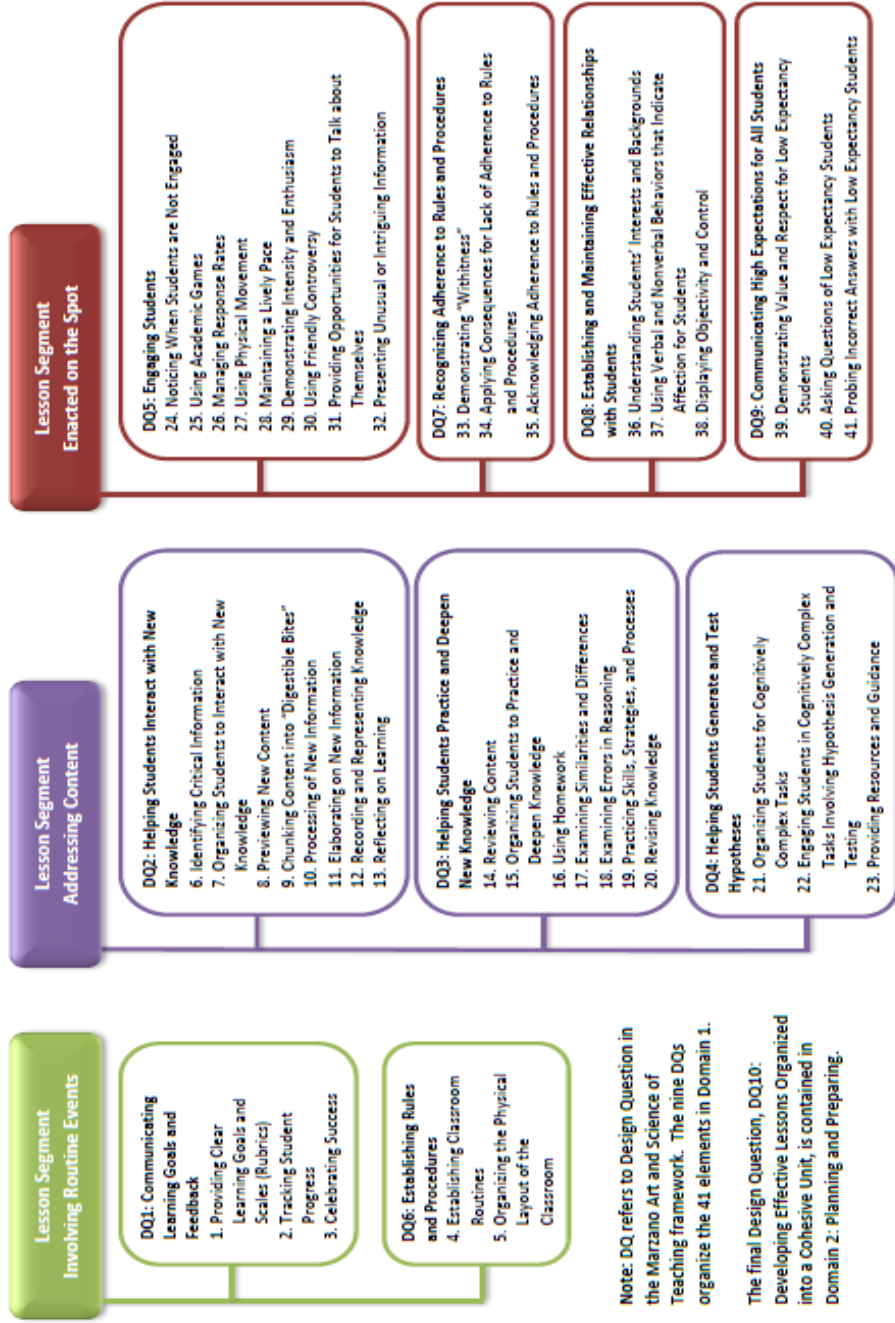 Lesson Segment
Involving Routine Events
DQ1: Communicating
Learning Goals and
Feedback
1. Providing Clear
Learning Goals and
Scales (Rubrics)
2. Tracking Student
Progress
3. Celebrating Success
DQ6: Establishing Rules
and Procedures
4. Establishing Classroom
Routines
5. Organizing the Physical
Layout of the
Classroom
Note: DQ refers to Design Question in
the Marzano Art and Science of
Teaching framework. The nine DQs
organize the 41 elements in Domain 1.
The final Design Question, DQ10:
Developing Effective Lessons Organized
into a Cohesive Unit, is contained in
Domain 2: Planning and Preparing.
Lesson Segment
Addressing Content
DQ2: Helping Students Interact with New
Knowledge
6. Identifying Critical Information
7. Organizing Students to Interact with New
Knowledge
8. Previewing New Content
9. Chunking Content into "Digestible Bites"
10. Processing of New Information
11. Elaborating on New Information
12. Recording and Representing Knowledge
13. Reflecting on Learning
DQ3: Helping Students Practice and Deepen
New Knowledge
14. Reviewing Content
15. Organizing Students to Practice and
Deepen Knowledge
16. Using Homework
17. Examining Similarities and Differences
18. Examining Errors in Reasoning
19. Practicing Skills, Strategies, and Processes
20. Revising Knowledge
DQ4: Helping Students Generate and Test
Hypotheses
21. Organizing Students for Cognitively
Complex Tasks
22. Engaging Students in Cognitively Complex
Tasks Involving Hypothesis Generation and
Testing
23. Providing Resources and Guidance
Lesson Segment
Enacted on the Spot
DQ5: Engaging Students
24. Noticing When Students are Not Engaged
25. Using Academic Games
26. Managing Response Rates
27. Using Physical Movement
28. Maintaining a Lively Pace
29. Demonstrating Intensity and Enthusiasm
30. Using Friendly Controversy
31. Providing Opportunities for Students to Talk about
Themselves
32. Presenting Unusual or Intriguing Information
DQ7: Recognizing Adherence to Rules and Procedures
33. Demonstrating "Withitness"
34. Applying Consequences for Lack of Adherence to Rules
and Procedures
35. Acknowledging Adherence to Rules and Procedures
DQ8: Establishing and Maintaining Effective Relationships
with Students
36. Understanding Students' Interests and Backgrounds
37. Using Verbal and Nonverbal Behaviors that Indicate
Affection for Students
38. Displaying Objectivity and Control
DQ9: Communicating High Expectations for All Students
39. Demonstrating Value and Respect for Low Expectancy
Students
40. Asking Questions of Low Expectancy Students
41. Probing Incorrect Answers with Low Expectancy Students